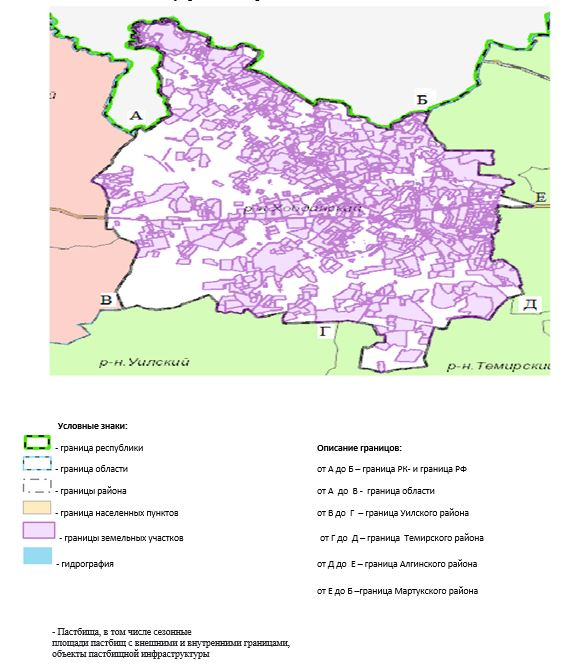 А
Б
р-н. Хобдинский
Е
В
Д
Г
р-н. Уилский
р-н. Темирский
Условные знаки:
- граница республики
- граница области
- границы района
- граница населенных пунктов
- границы земельных участков
- гидрография
Описание границов:
от А до Б – граница РК- и граница РФ
от А до В - граница области
от В до Г – граница Уилского района
от Г до Д – граница Темирского района
от Д до Е – граница Алгинского района
от Е до Б –граница Мартукского района
- Пастбища, в том числе сезонные
площади пастбищ с внешними и внутренними границами,
объекты пастбищной инфраструктуры